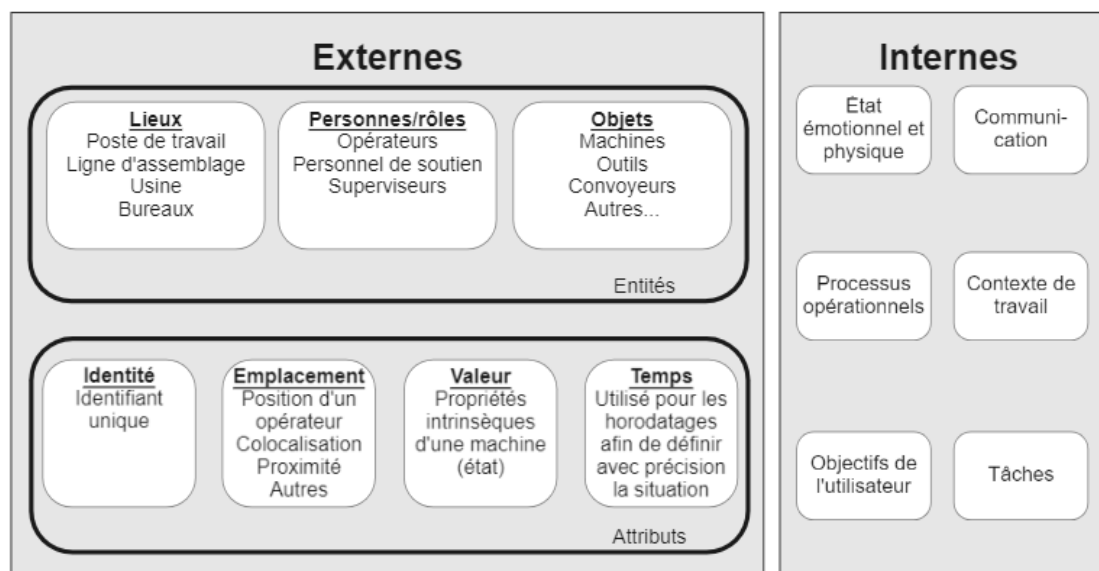 Externes
Lieux
Poste de travail
Ligne d'assemblage
Usine
Bureaux
Personnes/rôles
Opérateurs
Personnel de soutien
Superviseurs
Objets
Machines
Outils
Convoyeurs
Autres...
Entités
Identité
Identifiant
unique
Emplacement
Position d'un
opérateur
Colocalisation
Proximité
Autres
Valeur
Propriétés
intrinsèques
d'une machine
(état)
Temps
Utilisé pour les
horodatages
afin de définir
avec précision
la situation
Attributs
Internes
État
émotionnel et
physique
Communi-
cation
Processus
opérationnels
Contexte de
travail
Objectifs de
l'utilisateur
Tâches